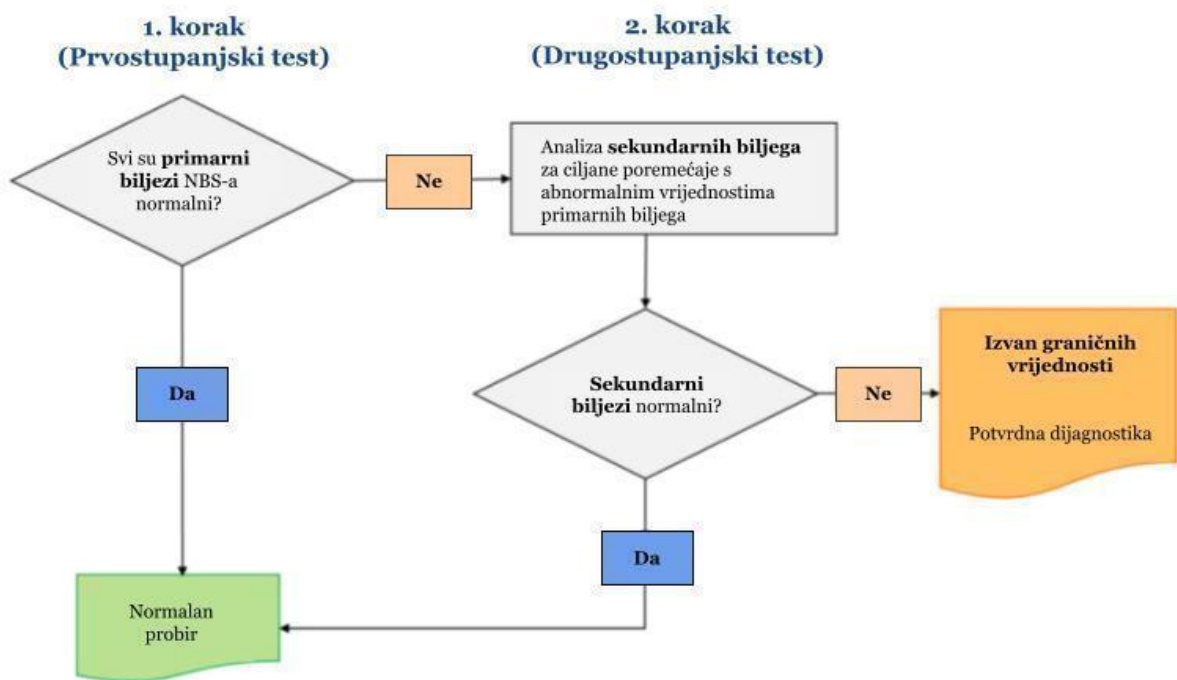 1. korak
(Prvostupanjski test)
2. korak
(Drugostupanjski test)
Svi su primarni
biljezi NBS-a
normalni?
Ne
Analiza sekundarnih biljega
za ciljane poremećaje s
abnormalnim vrijednostima
primarnih biljega
Da
Sekundarni
biljezi normalni?
Ne
Izvan graničnih
vrijednosti
Potvrdna dijagnostika
Da
Normalan
probir